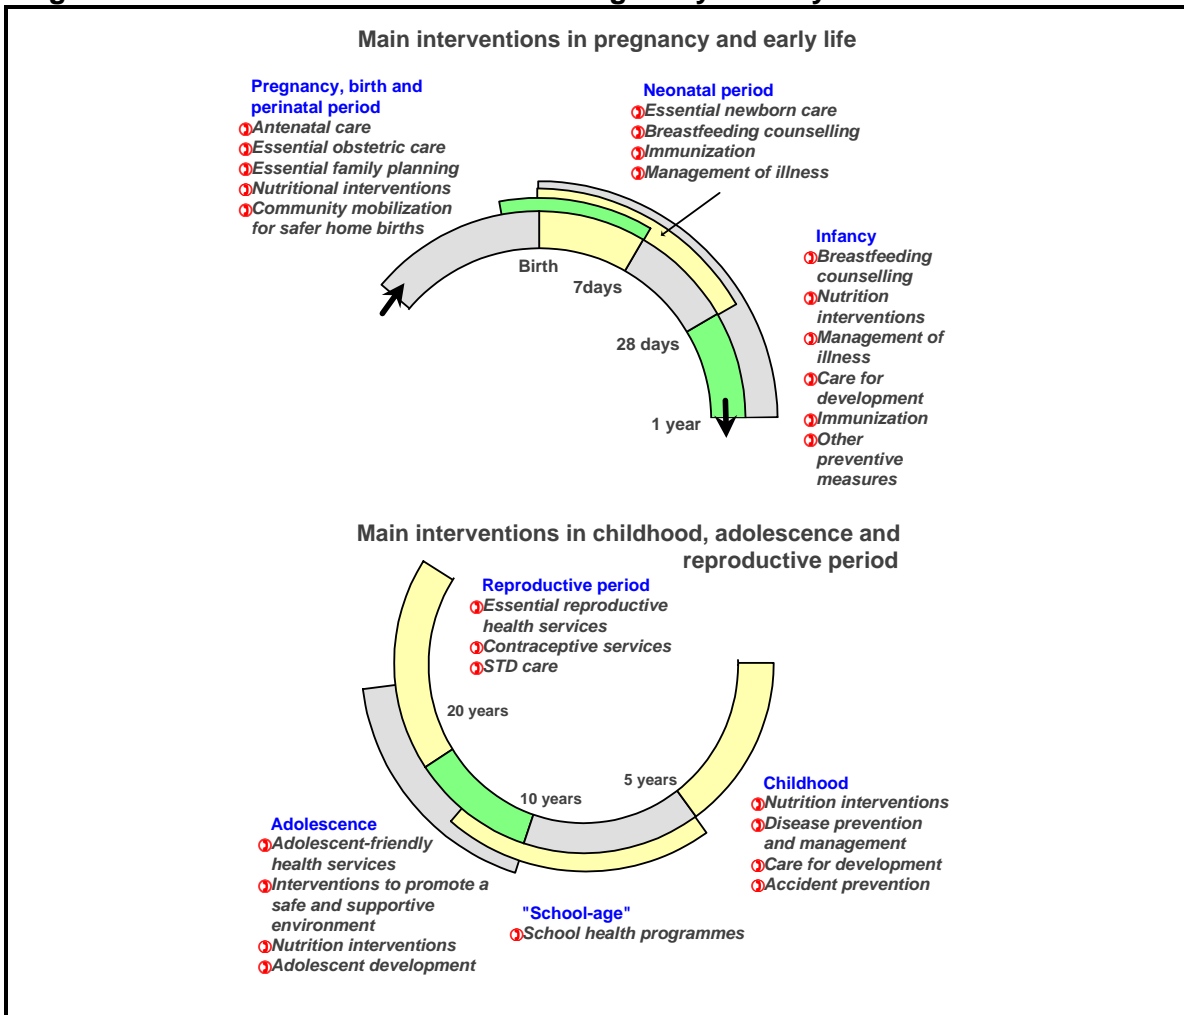 Main interventions in pregnancy and early life
Pregnancy, birth and
perinatal period
Antenatal care
Essential obstetric care
Essential family planning
Nutritional interventions
Community mobilization
for safer home births
Neonatal period
Essential newborn care
Breastfeeding counselling
Immunization
Management of illness
Birth
7days
28 days
1 year
Infancy
Breastfeeding
counselling
Nutrition
interventions
Management of
illness
Care for
development
Immunization
Other
preventive
measures
Main interventions in childhood, adolescence and
reproductive period
Reproductive period
Essential reproductive
health services
Contraceptive services
STD care
20 years
10 years
5 years
Childhood
Nutrition interventions
Disease prevention
and management
Care for development
Accident prevention
Adolescence
Adolescent-friendly
health services
Interventions to promote a
safe and supportive
environment
Nutrition interventions
Adolescent development
"School-age"
School health programmes